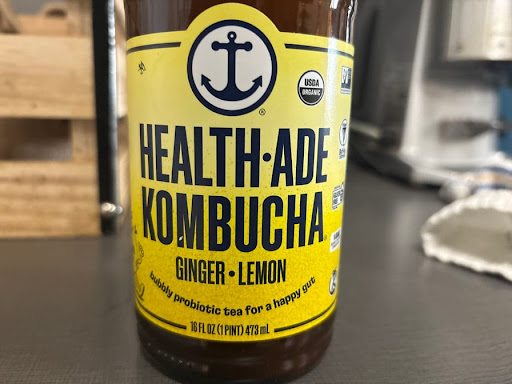 USDA
ORGANIC
HEALTH-ADE
KOMBUCHA
GINGER • LEMON
bubbly probiotic tea for a happy gut
16 FL OZ (1 PINT) 473 mL